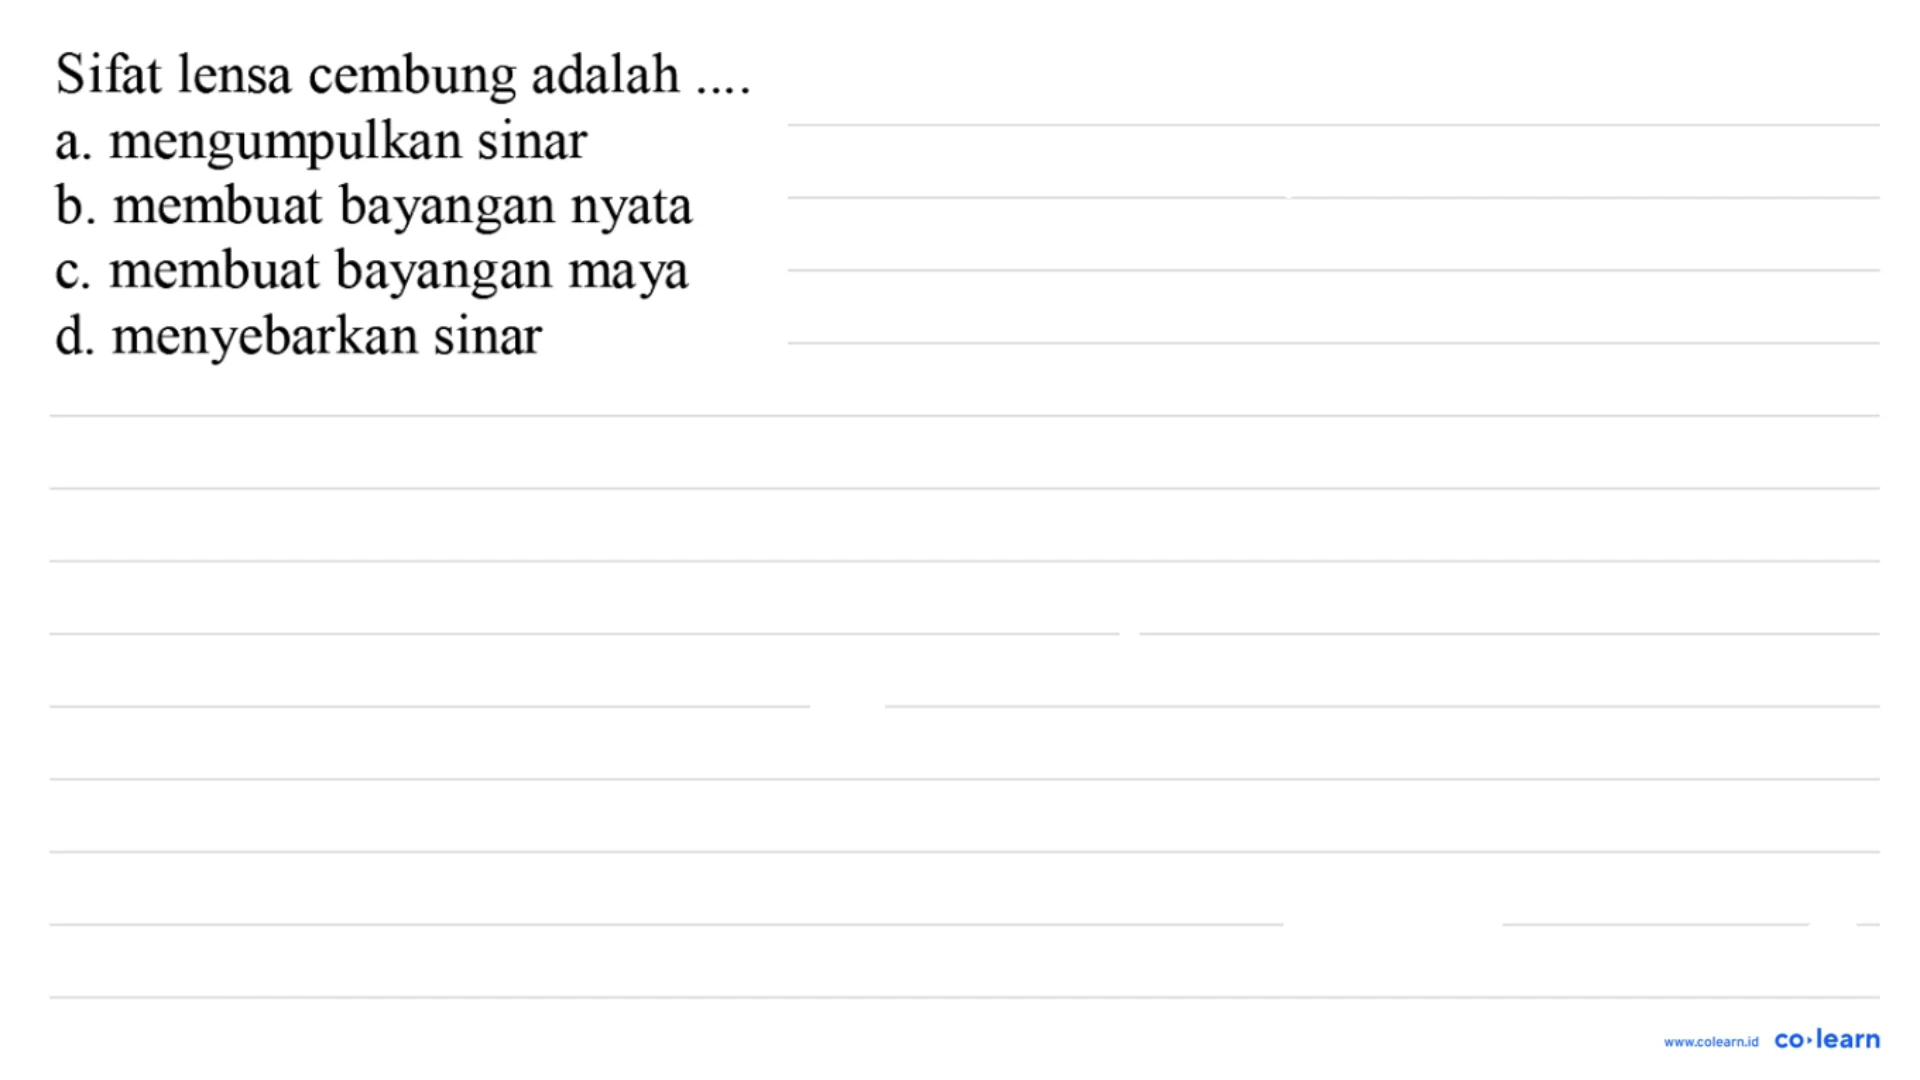 Sifat lensa cembung adalah ....
a. mengumpulkan sinar
b. membuat bayangan nyata
c. membuat bayangan maya
d. menyebarkan sinar
www.colearn.id co learn